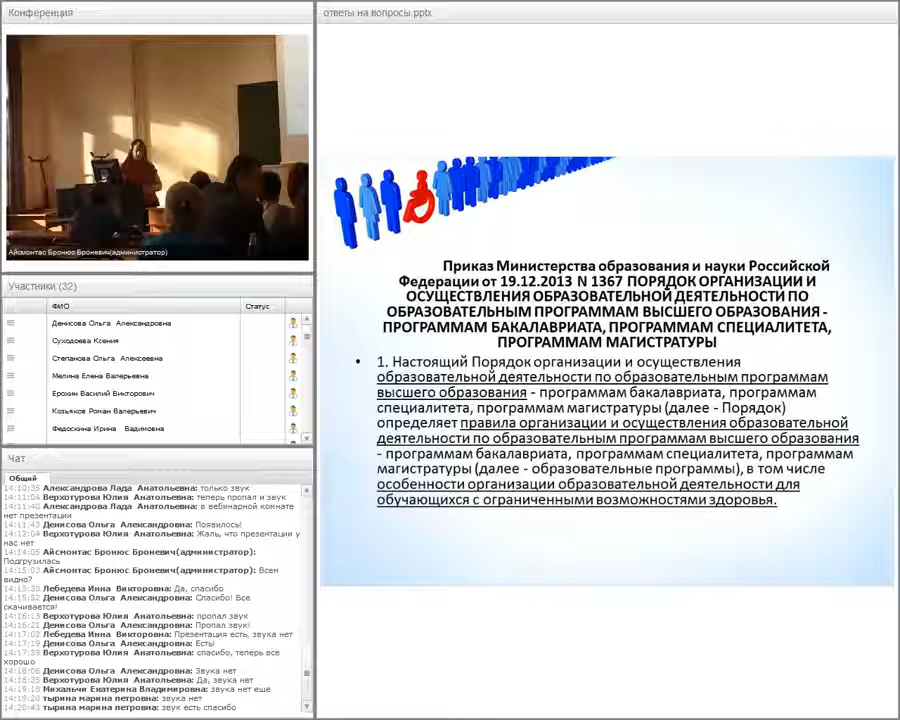 Конференция
Айсмонтас Бронюс Броневич(администратор)
Участники (32)
ФИО Статус
Денисова Ольга Александровна
Суходоева Ксения
Степанова Ольга Алексеевна
Мелина Елена Валерьевна
Ерохин Василий Викторович
Козьяков Роман Валерьевич
Федоскина Ирина Вадимовна
Чат
Общий
14:10:35 Александрова Лада Анатольевна: только звук
14:11:04 Верхотурова Юлия Анатольевна: теперь пропал и звук
14:11:40 Александрова Лада Анатольевна: в вебинарной комнате
нет презентации
14:11:43 Денисова Ольга Александровна: Появилось!
14:12:04 Верхотурова Юлия Анатольевна: Жаль, что презентации у
нас нет
14:14:05 Айсмонтас Бронюс Броневич(администратор):
Подгрузилась
14:15:03 Айсмонтас Бронюс Броневич(администратор): Всем
видно?
14:15:30 Лебедева Инна Викторовна: Да, спасибо
14:15:52 Денисова Ольга Александровна: Спасибо! Все
скачивается!
14:16:13 Верхотурова Юлия Анатольевна: пропал звук
14:16:21 Денисова Ольга Александровна: Пропал звук!
14:17:02 Лебедева Инна Викторовна: Презентация есть, звука нет
14:17:19 Денисова Ольга Александровна: Есть!
14:17:39 Верхотурова Юлия Анатольевна: спасибо, теперь все
хорошо
14:18:06 Денисова Ольга Александровна: Звука нет
14:18:35 Верхотурова Юлия Анатольевна: Да, звука нет
14:19:18 Михальчи Екатерина Владимировна: звука нет еще
14:19:20 тырина марина петровна: звука нет
14:20:43 тырина марина петровна: звук есть спасибо
ответы на вопросы.pptx
Приказ Министерства образования и науки Российской
Федерации от 19.12.2013 N 1367 ПОРЯДОК ОРГАНИЗАЦИИ И
ОСУЩЕСТВЛЕНИЯ ОБРАЗОВАТЕЛЬНОЙ ДЕЯТЕЛЬНОСТИ ПО
ОБРАЗОВАТЕЛЬНЫМ ПРОГРАММАМ ВЫСШЕГО ОБРАЗОВАНИЯ -
ПРОГРАММАМ БАКАЛАВРИАТА, ПРОГРАММАМ СПЕЦИАЛИТЕТА,
ПРОГРАММАМ МАГИСТРАТУРЫ
• 1. Настоящий Порядок организации и осуществления
образовательной деятельности по образовательным программам
высшего образования - программам бакалавриата, программам
специалитета, программам магистратуры (далее - Порядок)
определяет правила организации и осуществления образовательной
деятельности по образовательным программам высшего образования
- программам бакалавриата, программам специалитета, программам
магистратуры (далее - образовательные программы), в том числе
особенности организации образовательной деятельности для
обучающихся с ограниченными возможностями здоровья.